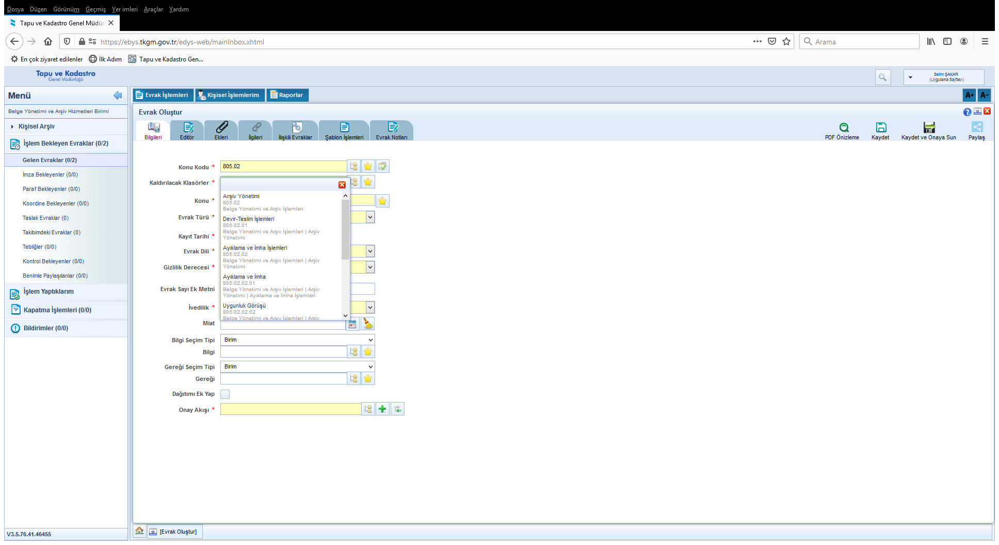 Dosya Düzen Görünüm Geçmiş Yer imleri Araçlar Yardım
Tapu ve Kadastro Genel Müdür
https://ebys.tkgm.gov.tr/edys-web/mainInbox.xhtml
Arama
En çok ziyaret edilenler İlk Adım Tapu ve Kadastro Gen...
Tapu ve Kadastro
Genel Müdürlüğü
Selim ŞAKAR
(Uygulama Sayfası)
Menü
Evrak İşlemleri Kişisel İşlemlerim Raporlar
A+ A-
Belge Yönetimi ve Arşiv Hizmetleri Birimi
Kişisel Arşiv
İşlem Bekleyen Evraklar (0/2)
Gelen Evraklar (0/2)
İmza Bekleyenler (0/0)
Paraf Bekleyenler (0/0)
Koordine Bekleyenler (0/0)
Taslak Evraklar (0)
Takibimdeki Evraklar (0)
Tebliğler (0/0)
Kontrol Bekleyenler (0/0)
Benimle Paylaşılanlar (0/0)
İşlem Yaptıklarım
Kapatma İşlemleri (0/0)
Bildirimler (0/0)
V3.5.76.41.46455
Evrak Oluştur
Bilgileri Editör Ekleri İlgileri İlişkili Evraklar Şablon İşlemleri Evrak Notları
PDF Önizleme Kaydet Kaydet ve Onaya Sun Paylaş
Konu Kodu * 805.02
Kaldırılacak Klasörler *
Konu *
Evrak Türü *
Kayıt Tarihi *
Evrak Dili *
Gizlilik Derecesi *
Evrak Sayı Ek Metni
İvedilik *
Miat
Arşiv Yönetimi
805.02
Belge Yönetimi ve Arşiv İşlemleri
Devir-Teslim İşlemleri
805.02.01
Belge Yönetimi ve Arşiv İşlemleri | Arşiv
Yönetimi
Ayıklama ve İmha İşlemleri
805.02.02
Belge Yönetimi ve Arşiv İşlemleri | Arşiv
Yönetimi
Ayıklama ve İmha
805.02.02.01
Belge Yönetimi ve Arşiv İşlemleri | Arşiv
Yönetimi | Ayıklama ve İmha İşlemleri
Uygunluk Görüşü
805.02.02.02
Belge Yönetimi ve Arşiv İşlemleri | Arşiv
Bilgi Seçim Tipi Birim
Bilgi
Gereği Seçim Tipi Birim
Gereği
Dağıtımı Ek Yap
Onay Akışı *
[Evrak Oluştur]